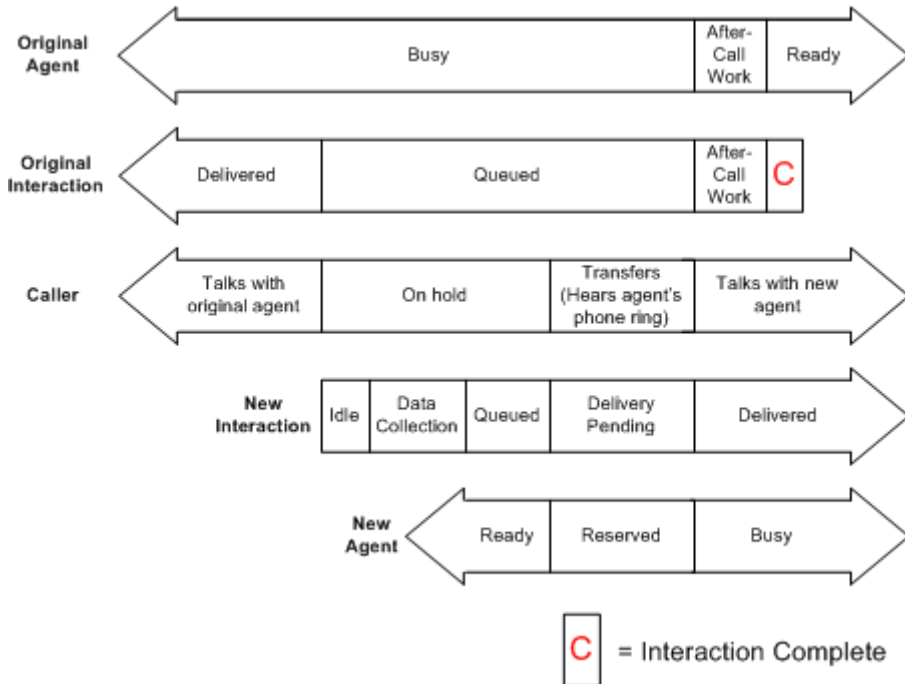 Original
Agent
Busy
After-
Call
Work
Ready
Original
Interaction
Delivered
Queued
After-
Call
Work
C
Caller
Talks with
original agent
On hold
Transfers
(Hears agent's
phone ring)
Talks with new
agent
New
Interaction
Idle
Data
Collection
Queued
Delivery
Pending
Delivered
New
Agent
Ready
Reserved
Busy
C = Interaction Complete